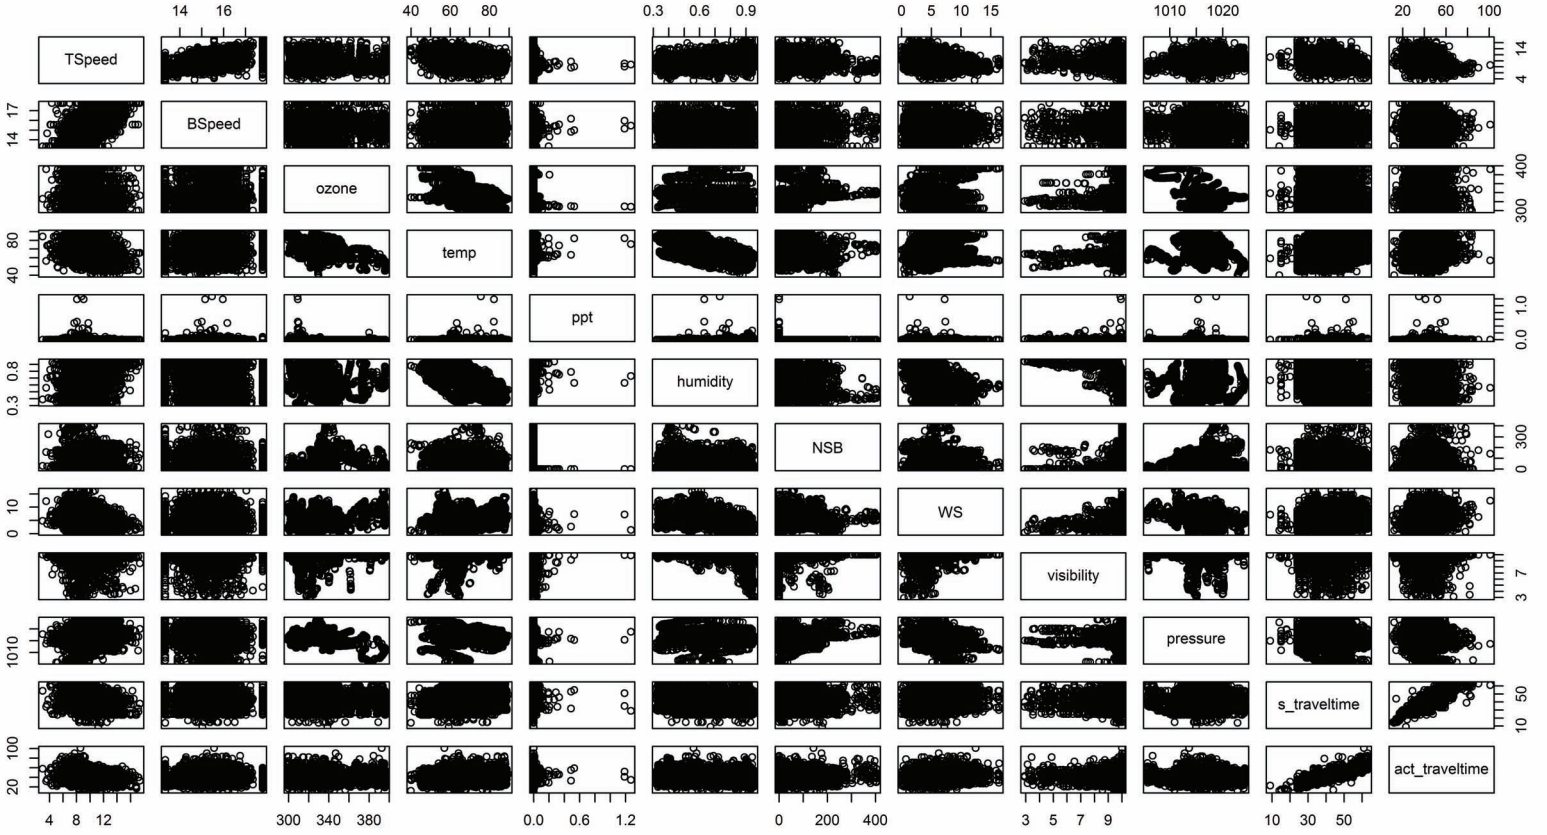 14 16 40 60 80 0.3 0.6 0.9 0 5 10 15 1010 1020 20 60 100
TSpeed 4 14
14 17 BSpeed
ozone 300 400
40 80 temp
ppt 0.0 1.0
0.3 0.8 humidity
NSB 0 300
0 10 WS
visibility 3 7
1010 pressure
s_traveltime 10 50
20 100 act_traveltime
4 8 12 300 340 380 0.0 0.6 1.2 0 200 400 3 5 7 9 10 30 50